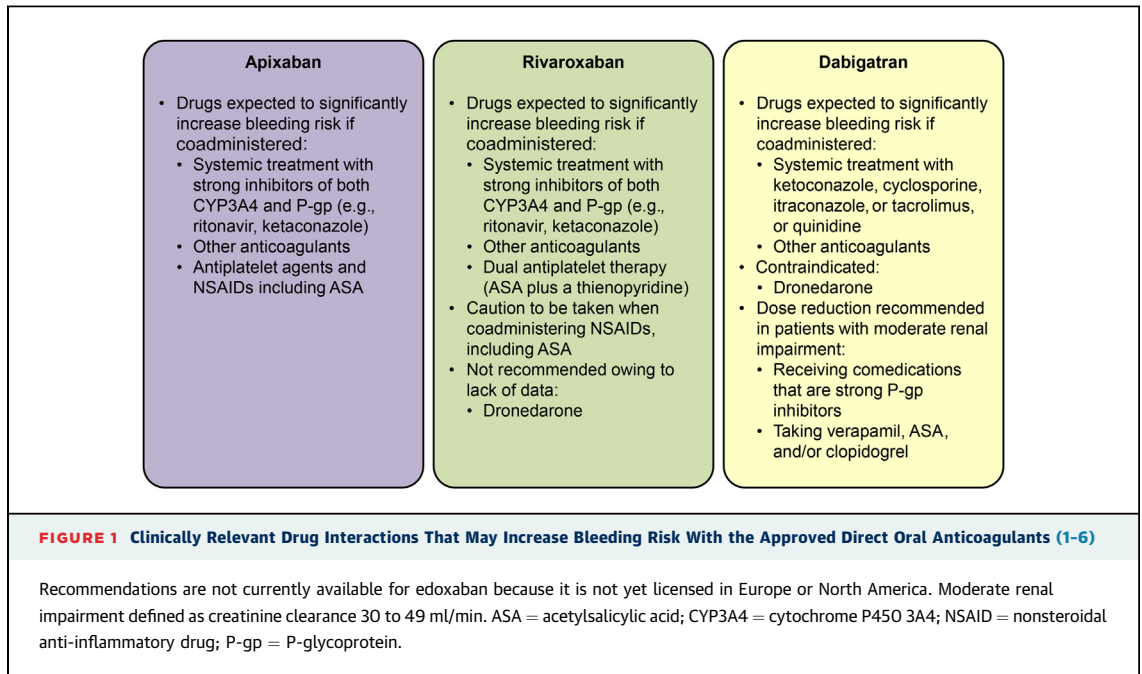 Apixaban
• Drugs expected to significantly
increase bleeding risk if
coadministered:
• Systemic treatment with
strong inhibitors of both
CYP3A4 and P-gp (e.g.,
ritonavir, ketaconazole)
• Other anticoagulants
• Antiplatelet agents and
NSAIDs including ASA
Rivaroxaban
• Drugs expected to significantly
increase bleeding risk if
coadministered:
• Systemic treatment with
strong inhibitors of both
CYP3A4 and P-gp (e.g.,
ritonavir, ketaconazole)
• Other anticoagulants
• Dual antiplatelet therapy
(ASA plus a thienopyridine)
• Caution to be taken when
coadministering NSAIDs,
including ASA
• Not recommended owing to
lack of data:
• Dronedarone
Dabigatran
• Drugs expected to significantly
increase bleeding risk if
coadministered:
• Systemic treatment with
ketoconazole, cyclosporine,
itraconazole, or tacrolimus,
or quinidine
• Other anticoagulants
• Contraindicated:
• Dronedarone
• Dose reduction recommended
in patients with moderate renal
impairment:
• Receiving comedications
that are strong P-gp
inhibitors
• Taking verapamil, ASA,
and/or clopidogrel
FIGURE 1 Clinically Relevant Drug Interactions That May Increase Bleeding Risk With the Approved Direct Oral Anticoagulants (1-6)
Recommendations are not currently available for edoxaban because it is not yet licensed in Europe or North America. Moderate renal
impairment defined as creatinine clearance 30 to 49 ml/min. ASA = acetylsalicylic acid; CYP3A4 = cytochrome P450 3A4; NSAID = nonsteroidal
anti-inflammatory drug; P-gp = P-glycoprotein.